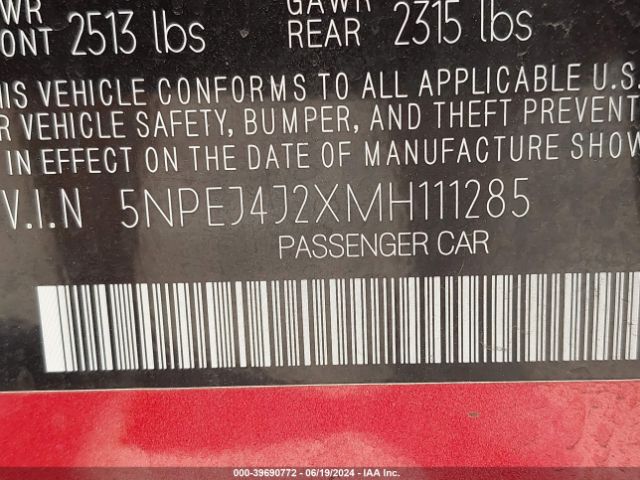 WR GAWR
ONT 2513 lbs REAR 2315 lbs
IS VEHICLE CONFORMS TO ALL APPLICABLE U.S.
R VEHICLE SAFETY, BUMPER, AND THEFT PREVENT
IN EFFECT ON THE DATE OF MANUFACTURE SHOW
V.I.N 5NPEJ4J2XMH111285
PASSENGER CAR
000-39690772 - 06/19/2024 - IAA Inc.